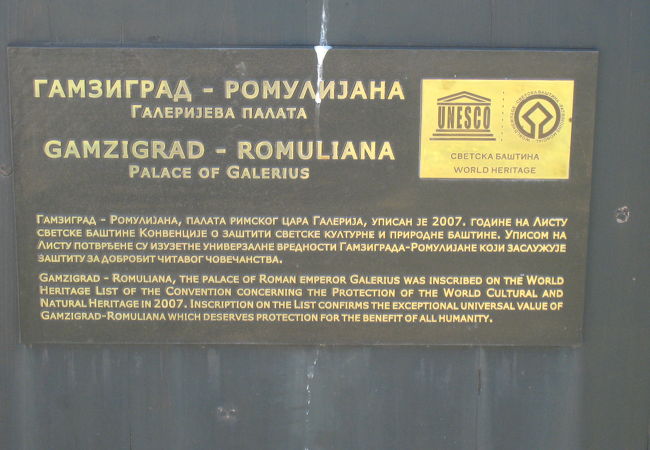 ГАМЗИГРАД - РОМУЛИЈАНА
ГАЛЕРИЈЕВА ПАЛАТА
GAMZIGRAD - ROMULIANA
PALACE OF GALERIUS
UNESCO
СВЕТСКА БАШТИНА
WORLD HERITAGE
ГАМЗИГРАД - РОМУЛИЈАНА, ПАЛАТА РИМСКОГ ЦАРА ГАЛЕРИЈА, УПИСАН ЈЕ 2007. ГОДИНЕ НА ЛИСТУ
СВЕТСКЕ БАШТИНЕ КОНВЕНЦИЈЕ О ЗАШТИТИ СВЕТСКЕ КУЛТУРНЕ И ПРИРОДНЕ БАШТИНЕ. УПИСОМ НА
ЛИСТУ ПОТВРЂЕНЕ СУ ИЗУЗЕТНЕ УНИВЕРЗАЛНЕ ВРЕДНОСТИ ГАМЗИГРАДА-РОМУЛИЈАНЕ КОЈИ ЗАСЛУЖУЈЕ
ЗАШТИТУ ЗА ДОБРОБИТ ЧИТАВОГ ЧОВЕЧАНСТВА.
GAMZIGRAD - ROMULIANA, THE PALACE OF ROMAN EMPEROR GALERIUS WAS INSCRIBED ON THE WORLD
HERITAGE LIST OF THE CONVENTION CONCERNING THE PROTECTION OF THE WORLD CULTURAL AND
NATURAL HERITAGE IN 2007. INSCRIPTION ON THE LIST CONFIRMS THE EXCEPTIONAL UNIVERSAL VALUE OF
GAMZIGRAD-ROMULIANA WHICH DESERVES PROTECTION FOR THE BENEFIT OF ALL HUMANITY.